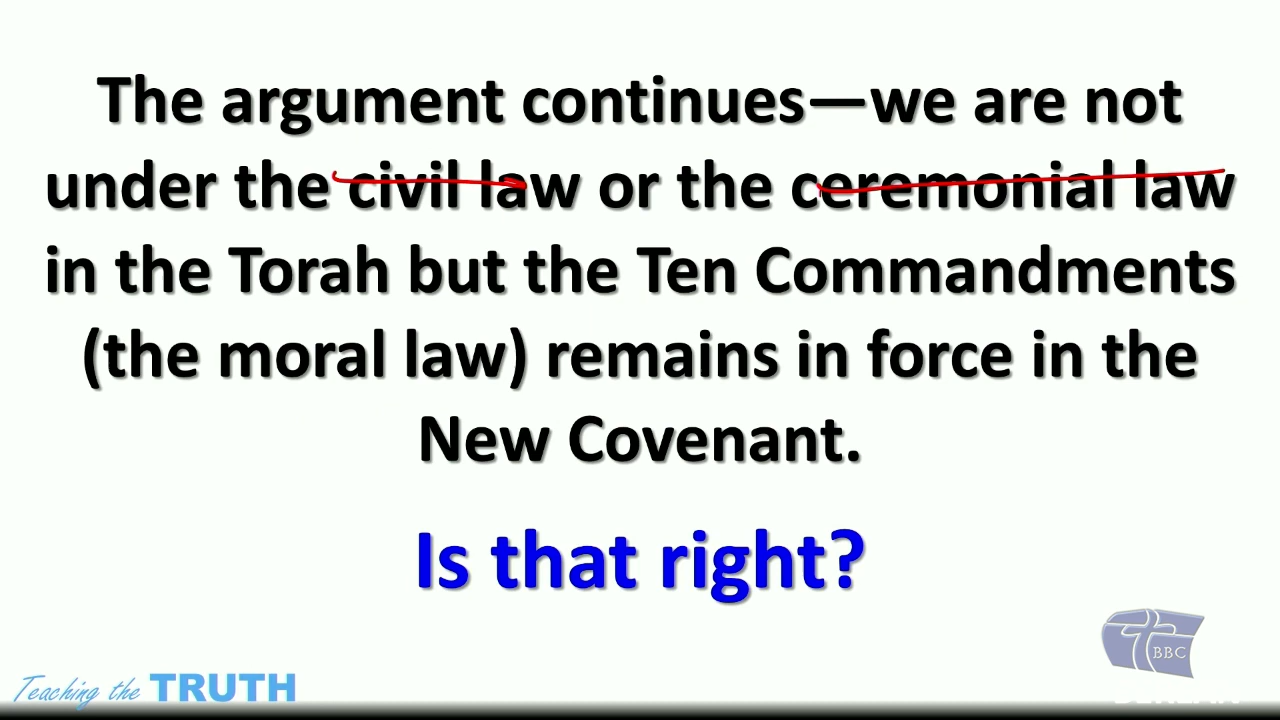 The argument continues—we are not
under the civil law or the ceremonial law
in the Torah but the Ten Commandments
(the moral law) remains in force in the
New Covenant.
Is that right?
BBC
Teaching the TRUTH